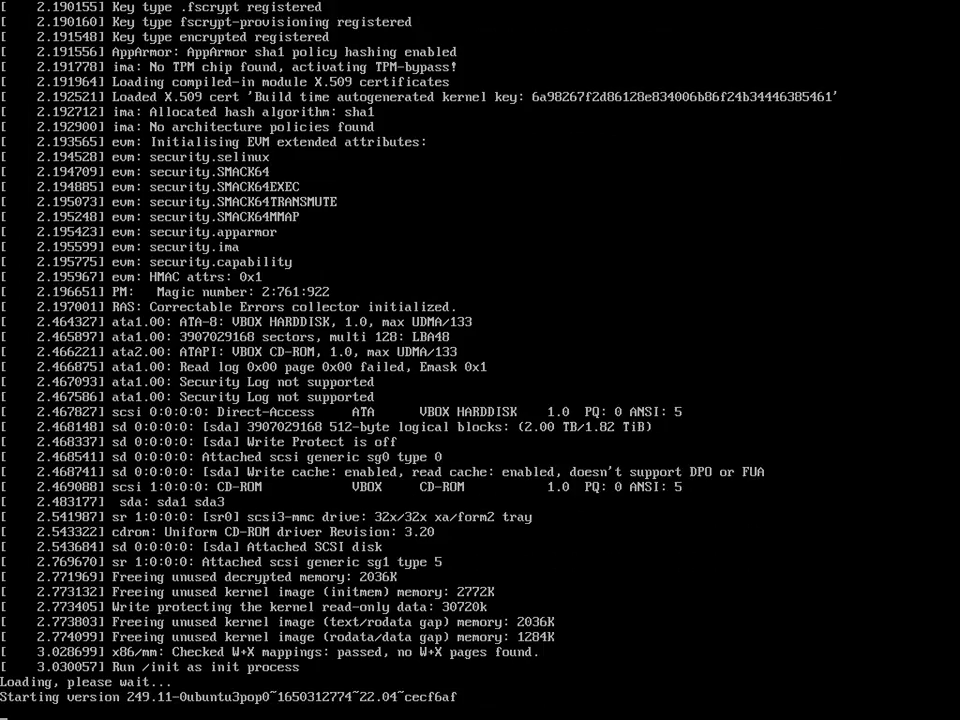 [    2.190155] Key type .fscrypt registered
[    2.190160] Key type fscrypt-provisioning registered
[    2.191548] Key type encrypted registered
[    2.191556] AppArmor: AppArmor sha1 policy hashing enabled
[    2.191778] ima: No TPM chip found, activating TPM-bypass!
[    2.191964] Loading compiled-in module X.509 certificates
[    2.192521] Loaded X.509 cert 'Build time autogenerated kernel key: 6a98267f2d86128e834006b86f24b34446385461'
[    2.192712] ima: Allocated hash algorithm: sha1
[    2.192900] ima: No architecture policies found
[    2.193565] evm: Initialising EVM extended attributes:
[    2.194528] evm: security.selinux
[    2.194709] evm: security.SMACK64
[    2.194885] evm: security.SMACK64EXEC
[    2.195073] evm: security.SMACK64TRANSMUTE
[    2.195248] evm: security.SMACK64MMAP
[    2.195423] evm: security.apparmor
[    2.195599] evm: security.ima
[    2.195775] evm: security.capability
[    2.195967] evm: HMAC attrs: 0x1
[    2.196651] PM:   Magic number: 2:761:922
[    2.197001] RAS: Correctable Errors collector initialized.
[    2.464327] ata1.00: ATA-8: VBOX HARDDISK, 1.0, max UDMA/133
[    2.465897] ata1.00: 3907029168 sectors, multi 128: LBA48
[    2.466221] ata2.00: ATAPI: VBOX CD-ROM, 1.0, max UDMA/133
[    2.466875] ata1.00: Read log 0x00 page 0x00 failed, Emask 0x1
[    2.467093] ata1.00: Security Log not supported
[    2.467586] ata1.00: Security Log not supported
[    2.467827] scsi 0:0:0:0: Direct-Access     ATA      VBOX HARDDISK    1.0  PQ: 0 ANSI: 5
[    2.468148] sd 0:0:0:0: [sda] 3907029168 512-byte logical blocks: (2.00 TB/1.82 TiB)
[    2.468337] sd 0:0:0:0: [sda] Write Protect is off
[    2.468541] sd 0:0:0:0: Attached scsi generic sg0 type 0
[    2.468741] sd 0:0:0:0: [sda] Write cache: enabled, read cache: enabled, doesn't support DPO or FUA
[    2.469088] scsi 1:0:0:0: CD-ROM            VBOX     CD-ROM           1.0  PQ: 0 ANSI: 5
[    2.483177]  sda: sda1 sda3
[    2.541987] sr 1:0:0:0: [sr0] scsi3-mmc drive: 32x/32x xa/form2 tray
[    2.543322] cdrom: Uniform CD-ROM driver Revision: 3.20
[    2.543684] sd 0:0:0:0: [sda] Attached SCSI disk
[    2.769670] sr 1:0:0:0: Attached scsi generic sg1 type 5
[    2.771969] Freeing unused decrypted memory: 2036K
[    2.773132] Freeing unused kernel image (initmem) memory: 2772K
[    2.773405] Write protecting the kernel read-only data: 30720k
[    2.773803] Freeing unused kernel image (text/rodata gap) memory: 2036K
[    2.774099] Freeing unused kernel image (rodata/data gap) memory: 1284K
[    3.028699] x86/mm: Checked W+X mappings: passed, no W+X pages found.
[    3.030057] Run /init as init process
Loading, please wait...
Starting version 249.11-0ubuntu3pop0~1650312774~22.04~cecf6af